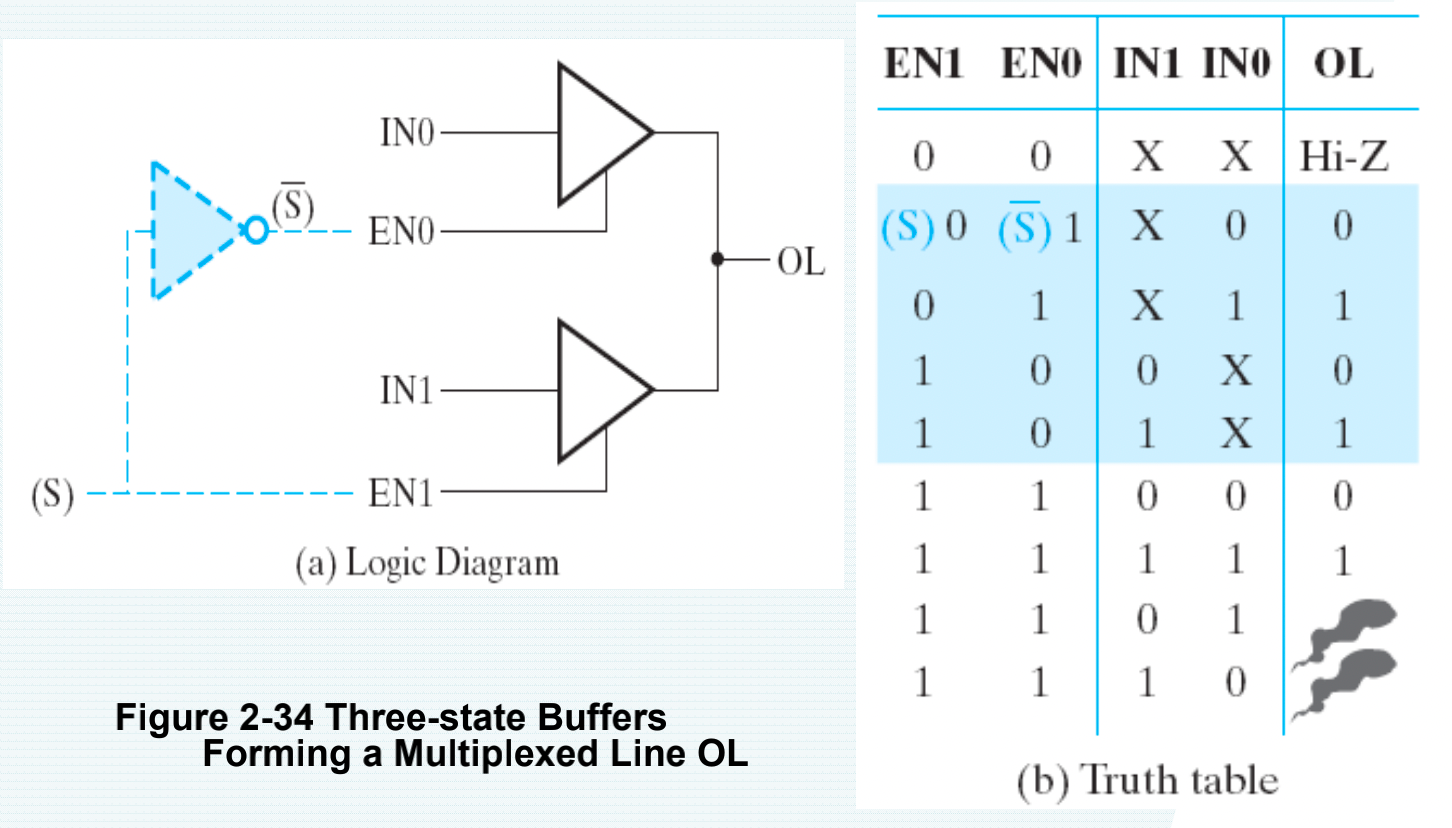 IN0
(S̅)
EN0
OL
IN1
(S)
EN1
(a) Logic Diagram
Figure 2-34 Three-state Buffers
Forming a Multiplexed Line OL
EN1 EN0 IN1 IN0 OL
0 0 X X Hi-Z
(S) 0 (S̅) 1 X 0 0
0 1 X 1 1
1 0 0 X 0
1 0 1 X 1
1 1 0 0 0
1 1 1 1 1
1 1 0 1
1 1 1 0
(b) Truth table